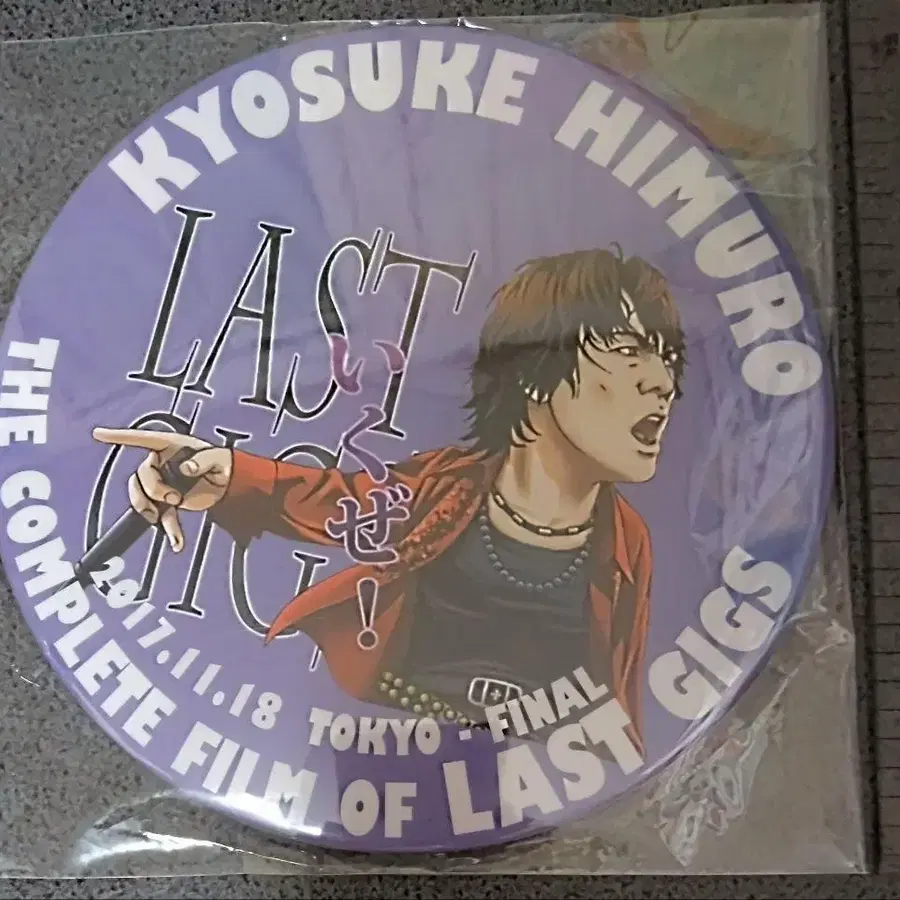 KYOSUKE HIMURO
LAST
GIGS
いくぜ!
2017.11.18 TOKYO - FINAL
THE COMPLETE FILM OF LAST GIGS